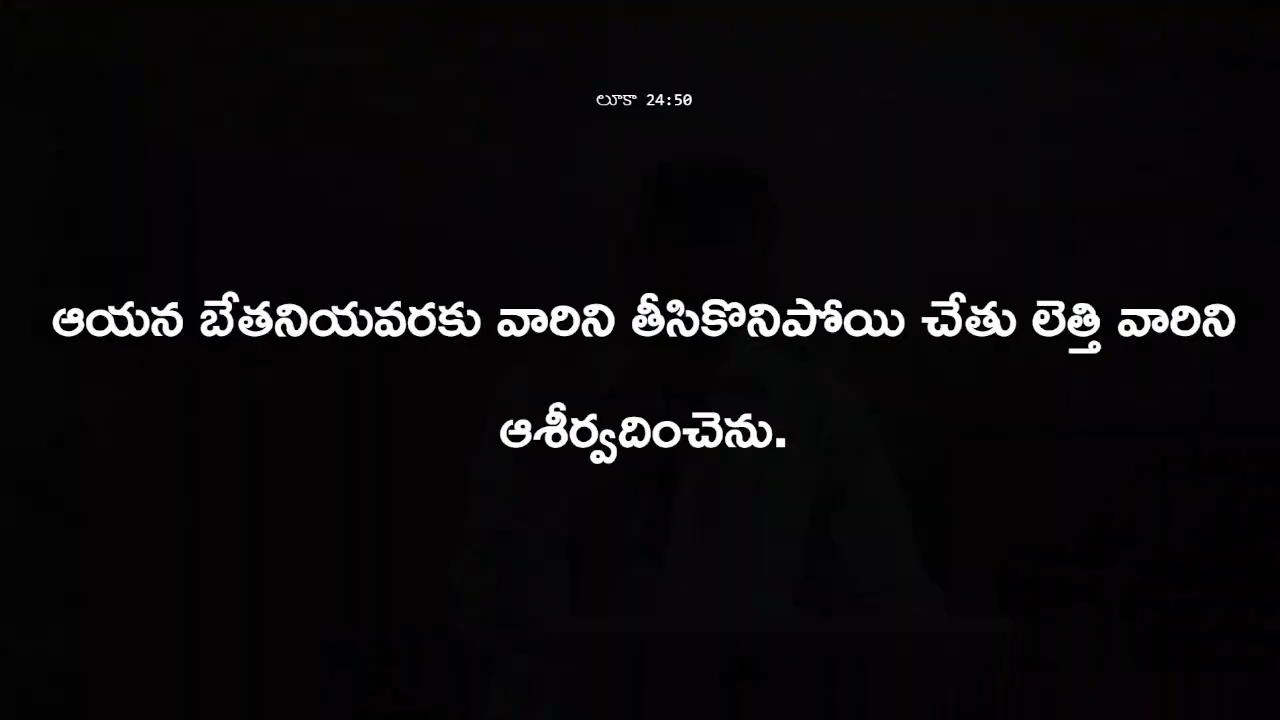 లూకా 24:50
ఆయన బేతనియవరకు వారిని తీసికొనిపోయి చేతు లెత్తి వారిని
ఆశీర్వదించెను.